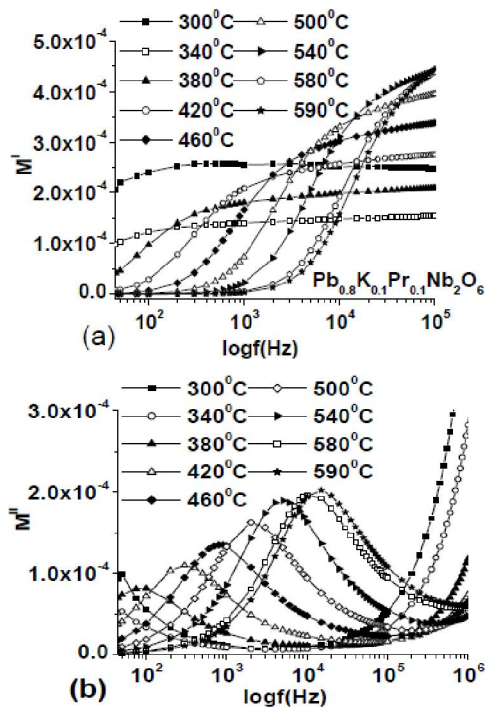 300⁰C 500⁰C
340⁰C 540⁰C
380⁰C 580⁰C
420⁰C 590⁰C
460⁰C
5.0x10⁻⁴
4.0x10⁻⁴
3.0x10⁻⁴
2.0x10⁻⁴
1.0x10⁻⁴
0.0
Mᴵ
Pb₀.₈K₀.₁Pr₀.₁Nb₂O₆
10² 10³ 10⁴ 10⁵
(a) logf(Hz)
300⁰C 500⁰C
340⁰C 540⁰C
380⁰C 580⁰C
420⁰C 590⁰C
460⁰C
3.0x10⁻⁴
2.0x10⁻⁴
1.0x10⁻⁴
0.0
Mᴵᴵ
10² 10³ 10⁴ 10⁵ 10⁶
(b) logf(Hz)